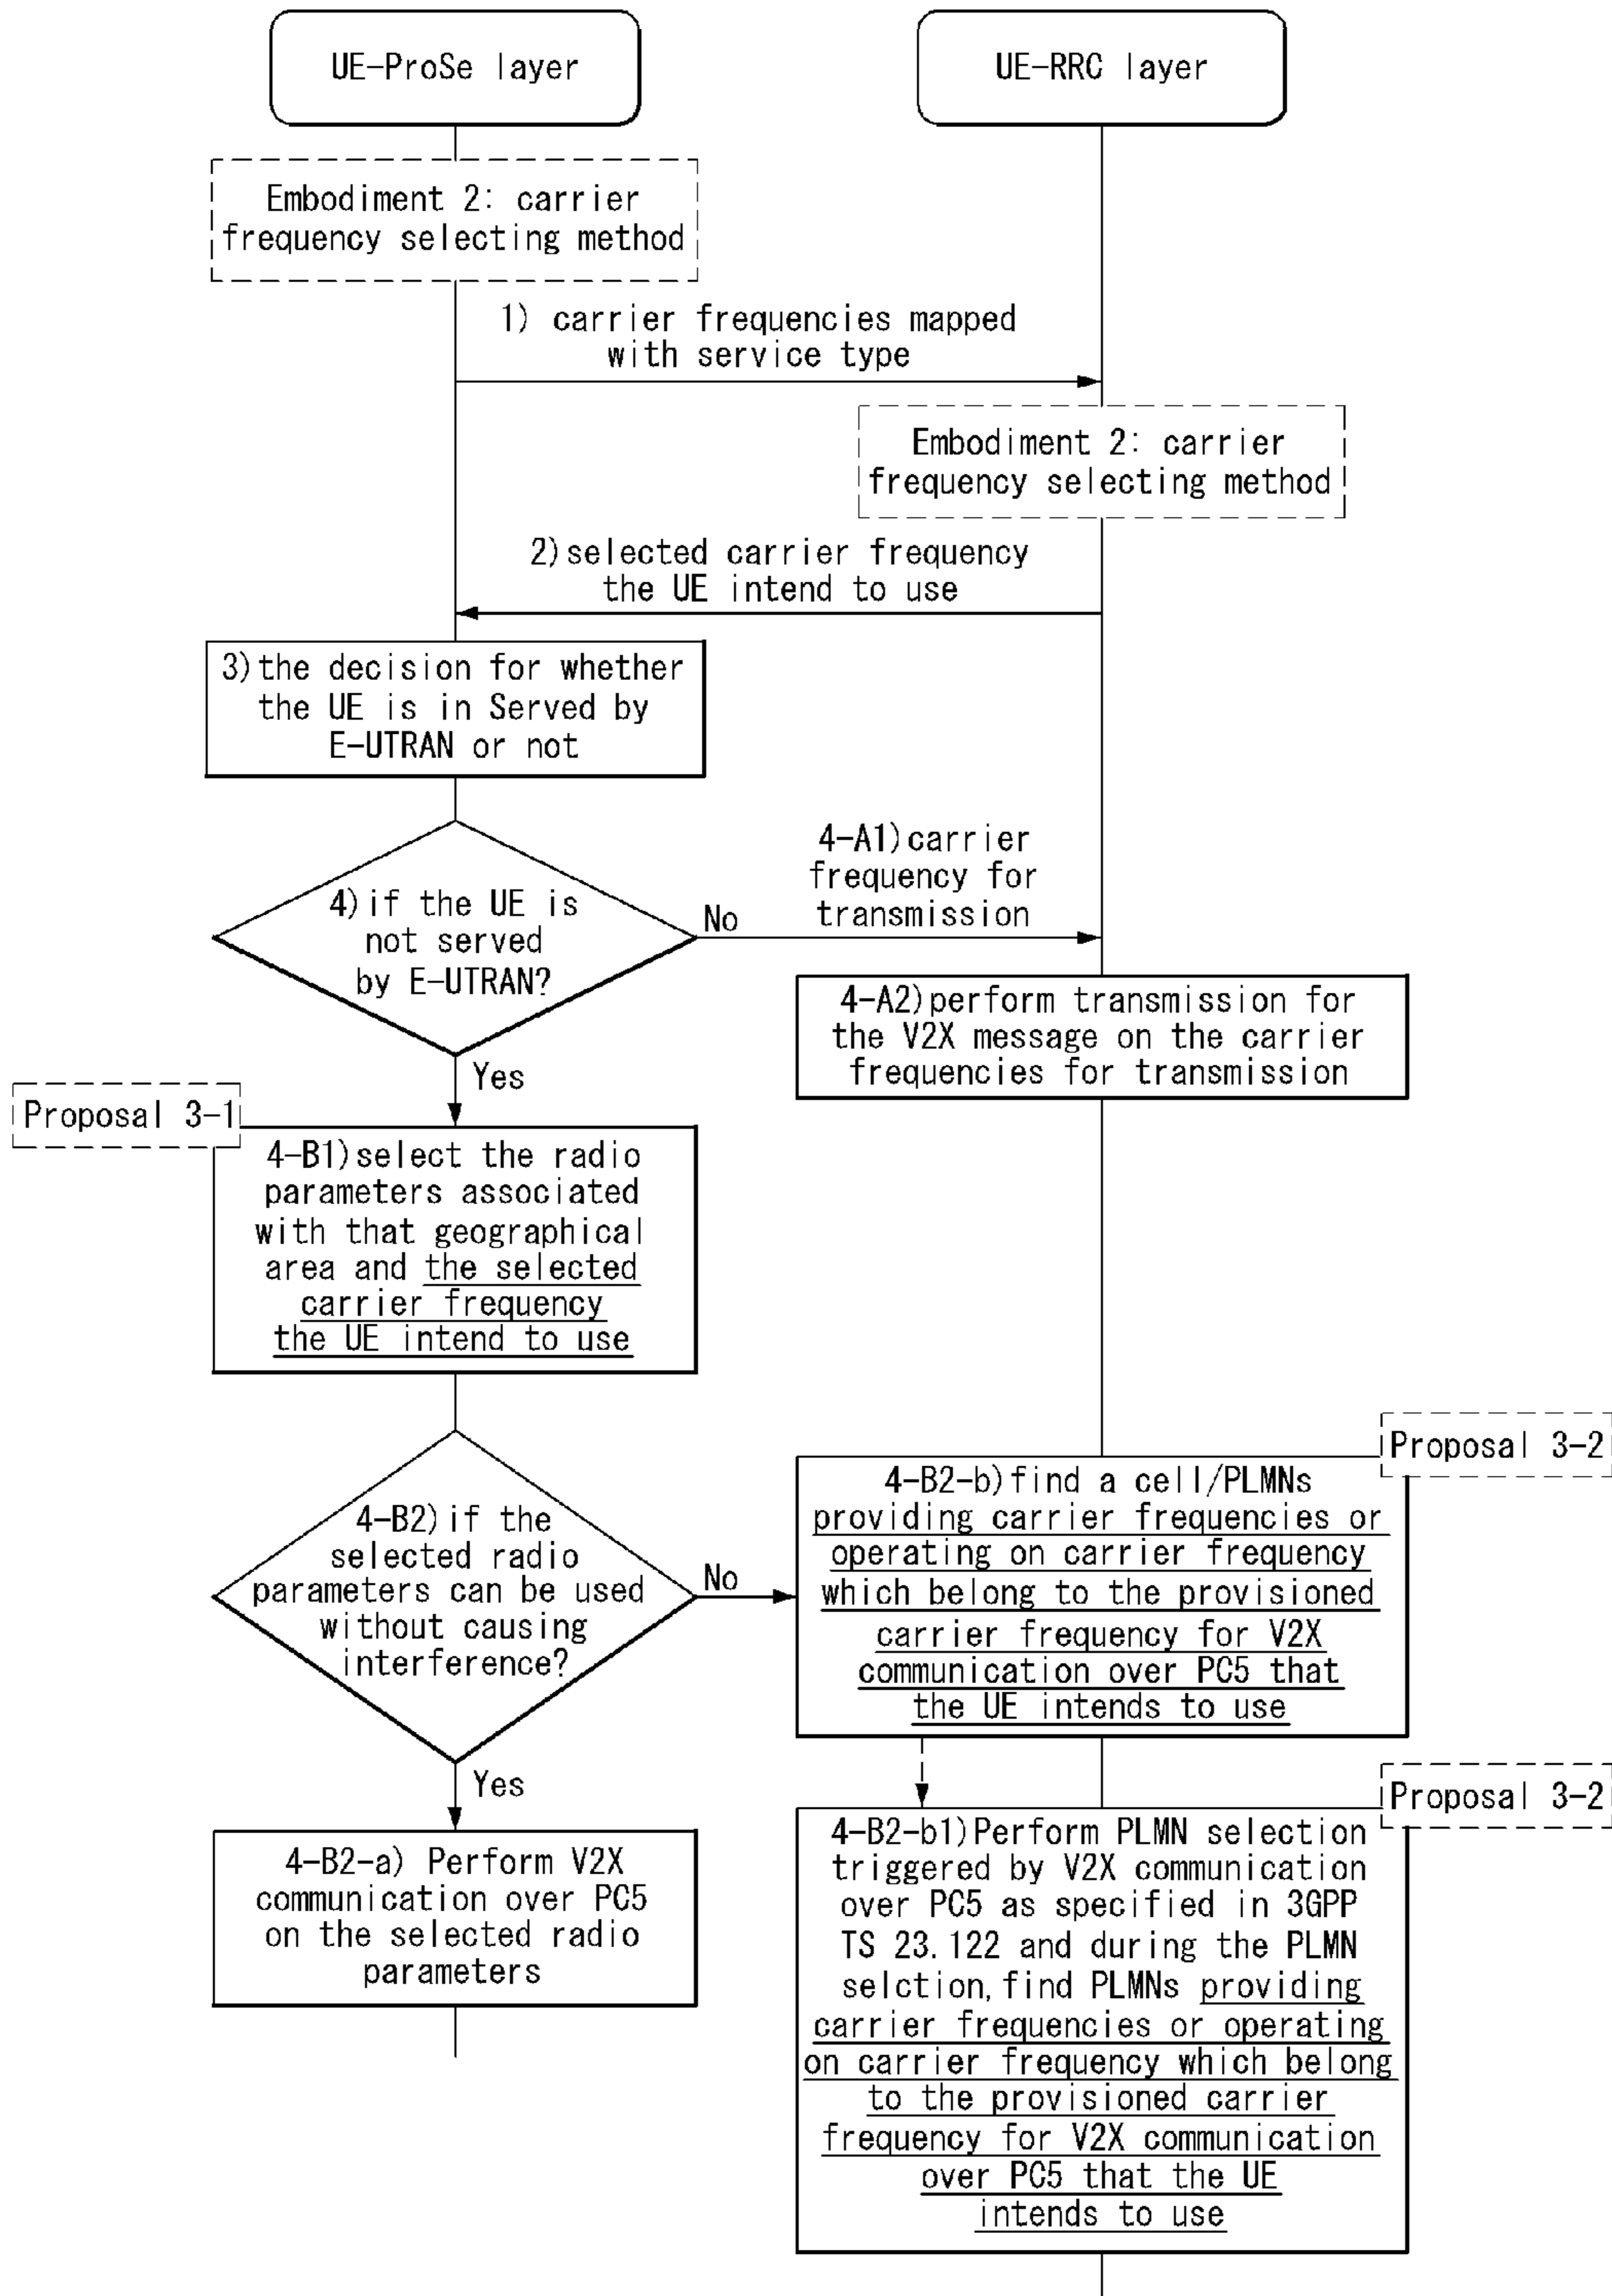 UE-ProSe layer
UE-RRC layer
Embodiment 2: carrier
frequency selecting method
1) carrier frequencies mapped
with service type
Embodiment 2: carrier
frequency selecting method
2)selected carrier frequency
the UE intend to use
3)the decision for whether
the UE is in Served by
E-UTRAN or not
4)if the UE is
not served
by E-UTRAN?
No
4-A1)carrier
frequency for
transmission
4-A2)perform transmission for
the V2X message on the carrier
frequencies for transmission
Yes
Proposal 3-1
4-B1)select the radio
parameters associated
with that geographical
area and the selected
carrier frequency
the UE intend to use
4-B2)if the
selected radio
parameters can be used
without causing
interference?
No
Proposal 3-2
4-B2-b)find a cell/PLMNs
providing carrier frequencies or
operating on carrier frequency
which belong to the provisioned
carrier frequency for V2X
communication over PC5 that
the UE intends to use
Yes
4-B2-a) Perform V2X
communication over PC5
on the selected radio
parameters
Proposal 3-2
4-B2-b1)Perform PLMN selection
triggered by V2X communication
over PC5 as specified in 3GPP
TS 23.122 and during the PLMN
selction,find PLMNs providing
carrier frequencies or operating
on carrier frequency which belong
to the provisioned carrier
frequency for V2X communication
over PC5 that the UE
intends to use